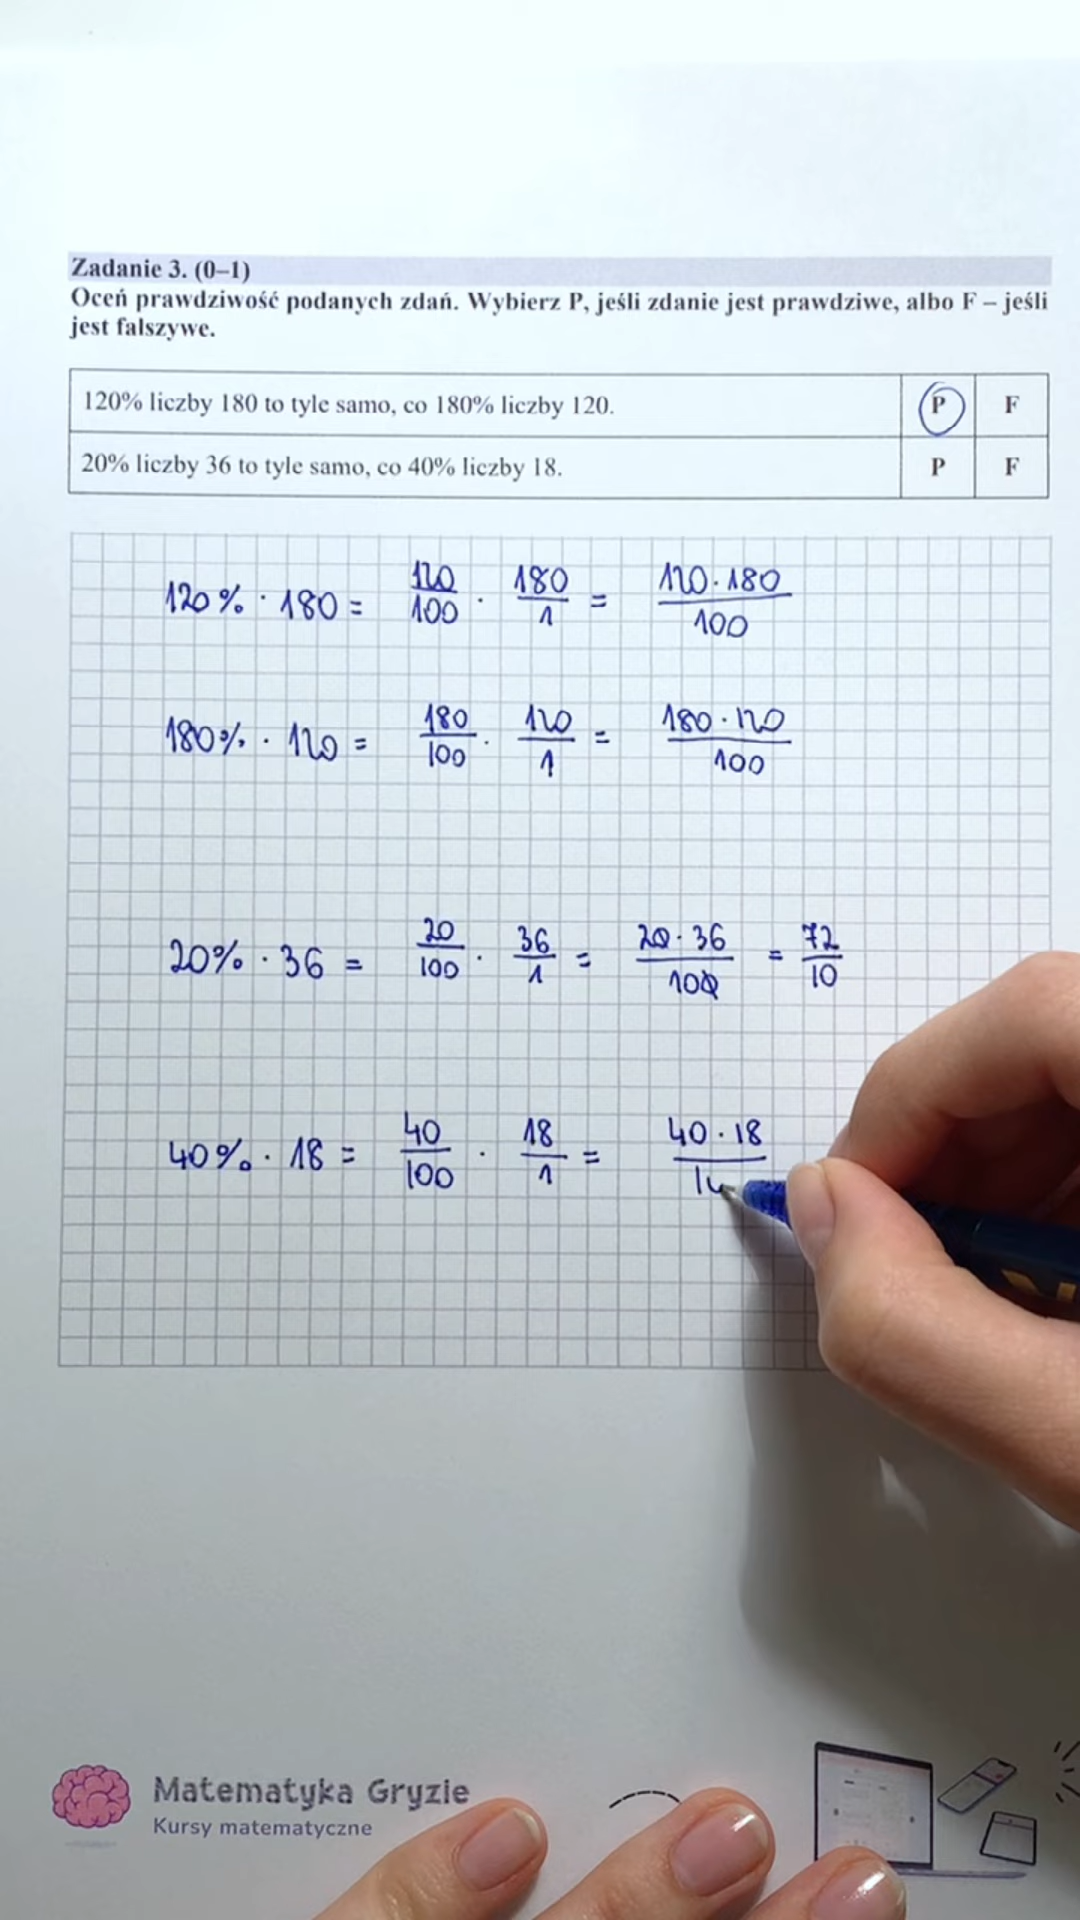 Zadanie 3. (0–1)
Oceń prawdziwość podanych zdań. Wybierz P, jeśli zdanie jest prawdziwe, albo F – jeśli
jest fałszywe.
120% liczby 180 to tyle samo, co 180% liczby 120. P F
20% liczby 36 to tyle samo, co 40% liczby 18. P F
120% · 180 = 120/100 · 180/1 = 120·180/100
180% · 120 = 180/100 · 120/1 = 180·120/100
20% · 36 = 20/100 · 36/1 = 20·36/100 = 72/10
40% · 18 = 40/100 · 18/1 = 40·18/
Matematyka Gryzie
Kursy matematyczne